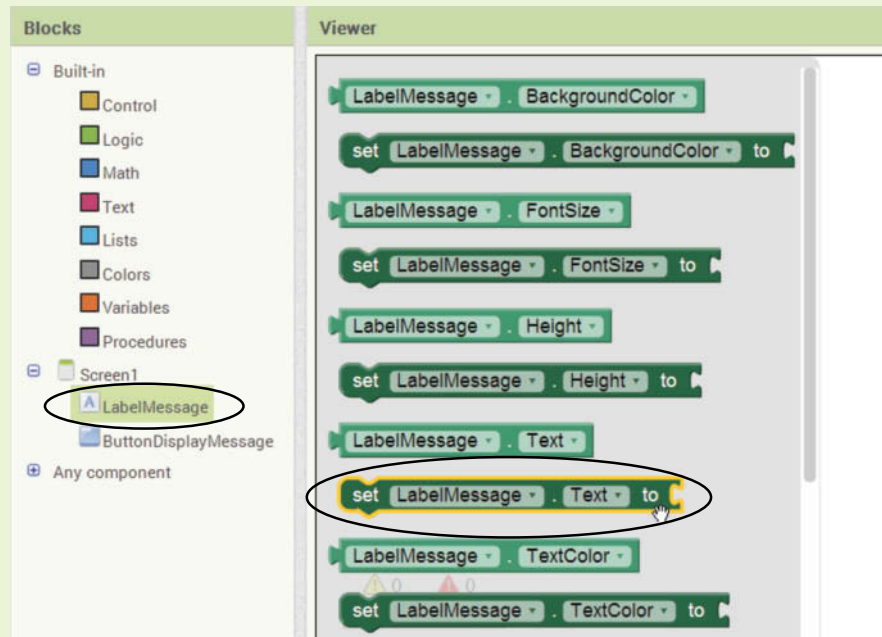 Blocks
Built-in
Control
Logic
Math
Text
Lists
Colors
Variables
Procedures
Screen1
A LabelMessage
ButtonDisplayMessage
Any component
Viewer
LabelMessage . BackgroundColor
set LabelMessage . BackgroundColor to
LabelMessage . FontSize
set LabelMessage . FontSize to
LabelMessage . Height
set LabelMessage . Height to
LabelMessage . Text
set LabelMessage . Text to
LabelMessage . TextColor
0 0
set LabelMessage . TextColor to